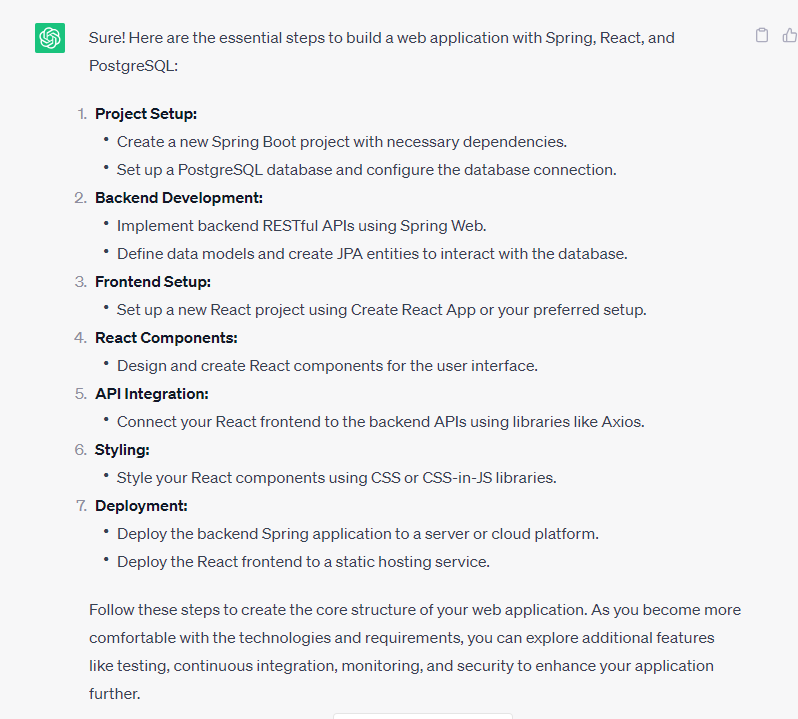 Sure! Here are the essential steps to build a web application with Spring, React, and
PostgreSQL:
1. Project Setup:
• Create a new Spring Boot project with necessary dependencies.
• Set up a PostgreSQL database and configure the database connection.
2. Backend Development:
• Implement backend RESTful APIs using Spring Web.
• Define data models and create JPA entities to interact with the database.
3. Frontend Setup:
• Set up a new React project using Create React App or your preferred setup.
4. React Components:
• Design and create React components for the user interface.
5. API Integration:
• Connect your React frontend to the backend APIs using libraries like Axios.
6. Styling:
• Style your React components using CSS or CSS-in-JS libraries.
7. Deployment:
• Deploy the backend Spring application to a server or cloud platform.
• Deploy the React frontend to a static hosting service.
Follow these steps to create the core structure of your web application. As you become more
comfortable with the technologies and requirements, you can explore additional features
like testing, continuous integration, monitoring, and security to enhance your application
further.